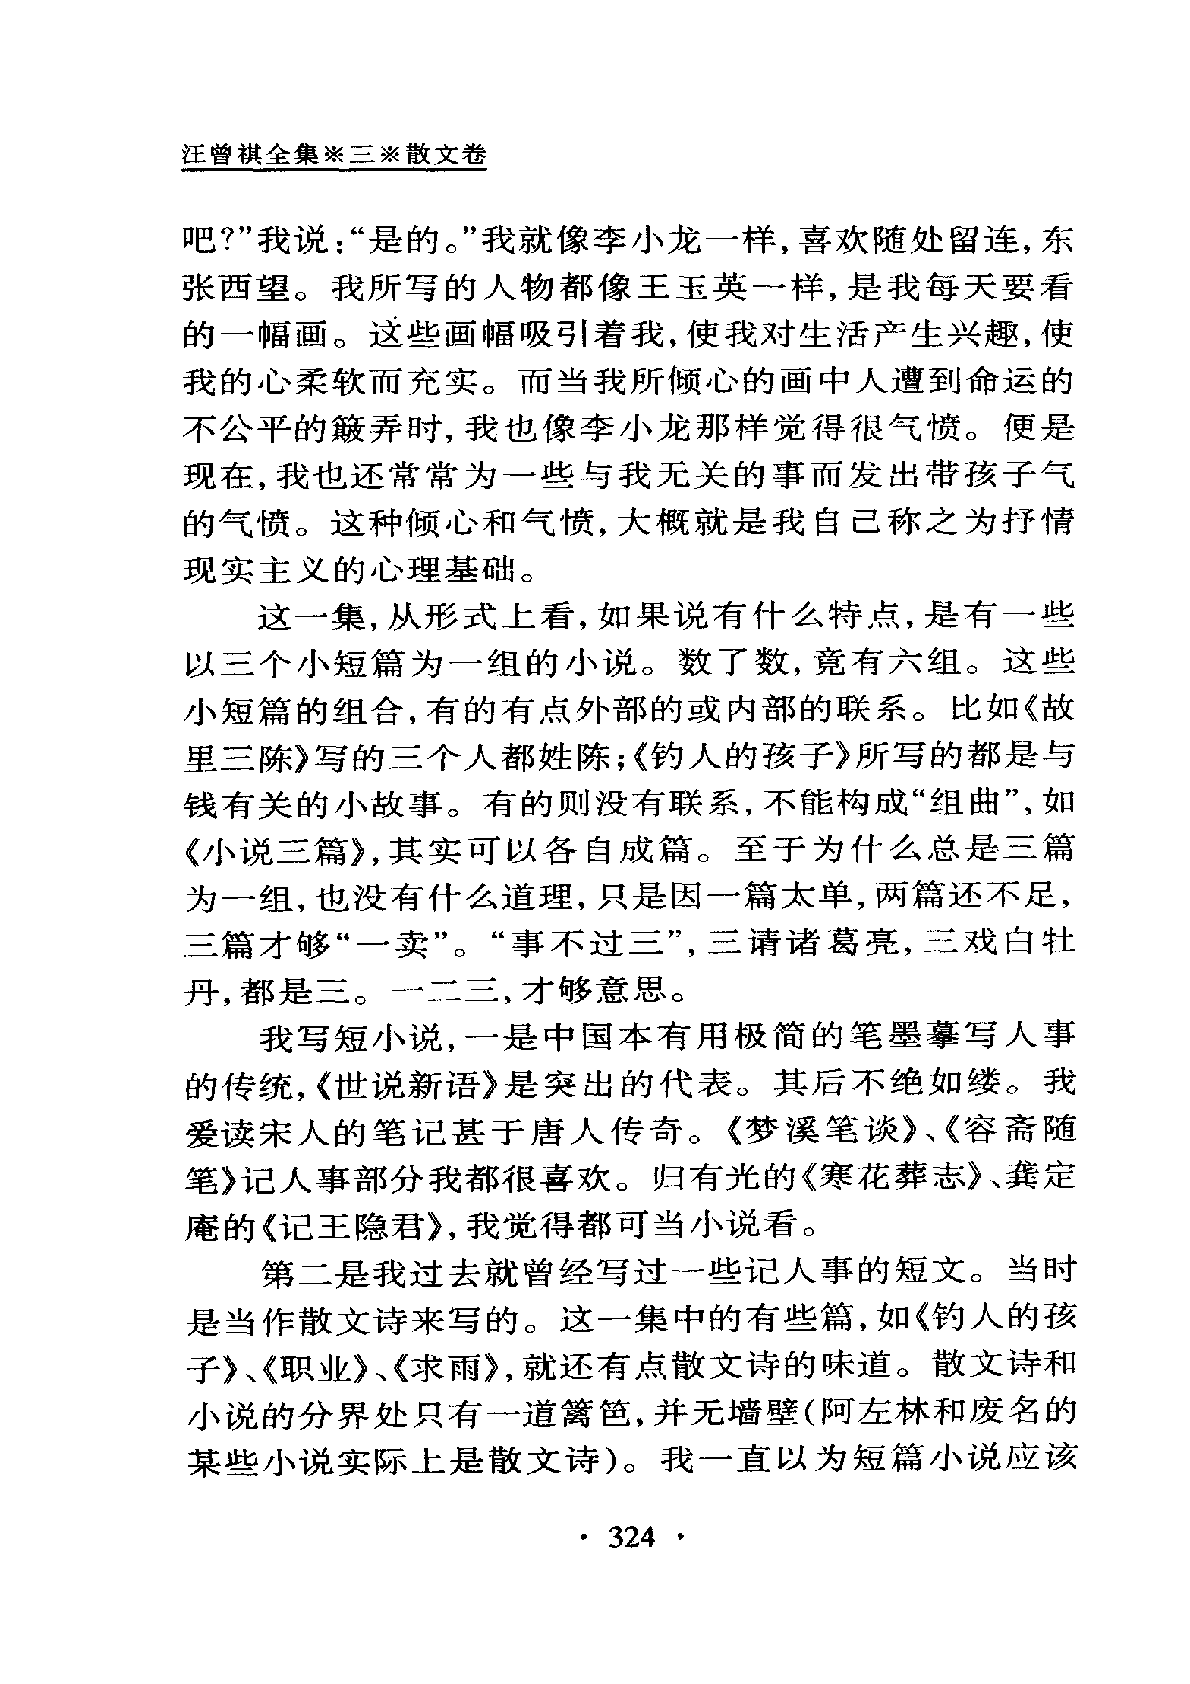 汪曾祺全集※三※散文卷
吧?”我说:“是的。”我就像李小龙一样,喜欢随处留连,东
张西望。我所写的人物都像王玉英一样,是我每天要看
的一幅画。这些画幅吸引着我,使我对生活产生兴趣,使
我的心柔软而充实。而当我所倾心的画中人遭到命运的
不公平的簸弄时,我也像李小龙那样觉得很气愤。便是
现在,我也还常常为一些与我无关的事而发出带孩子气
的气愤。这种倾心和气愤,大概就是我自己称之为抒情
现实主义的心理基础。
这一集,从形式上看,如果说有什么特点,是有一些
以三个小短篇为一组的小说。数了数,竟有六组。这些
小短篇的组合,有的有点外部的或内部的联系。比如《故
里三陈》写的三个人都姓陈;《钓人的孩子》所写的都是与
钱有关的小故事。有的则没有联系,不能构成“组曲”,如
《小说三篇》,其实可以各自成篇。至于为什么总是三篇
为一组,也没有什么道理,只是因一篇太单,两篇还不足,
三篇才够“一卖”。“事不过三”,三请诸葛亮,三戏白牡
丹,都是三。一二三,才够意思。
我写短小说,一是中国本有用极简的笔墨摹写人事
的传统,《世说新语》是突出的代表。其后不绝如缕。我
爱读宋人的笔记甚于唐人传奇。《梦溪笔谈》、《容斋随
笔》记人事部分我都很喜欢。归有光的《寒花葬志》、龚定
庵的《记王隐君》,我觉得都可当小说看。
第二是我过去就曾经写过一些记人事的短文。当时
是当作散文诗来写的。这一集中的有些篇,如《钓人的孩
子》、《职业》、《求雨》,就还有点散文诗的味道。散文诗和
小说的分界处只有一道篱笆,并无墙壁(阿左林和废名的
某些小说实际上是散文诗)。我一直以为短篇小说应该
· 324 ·